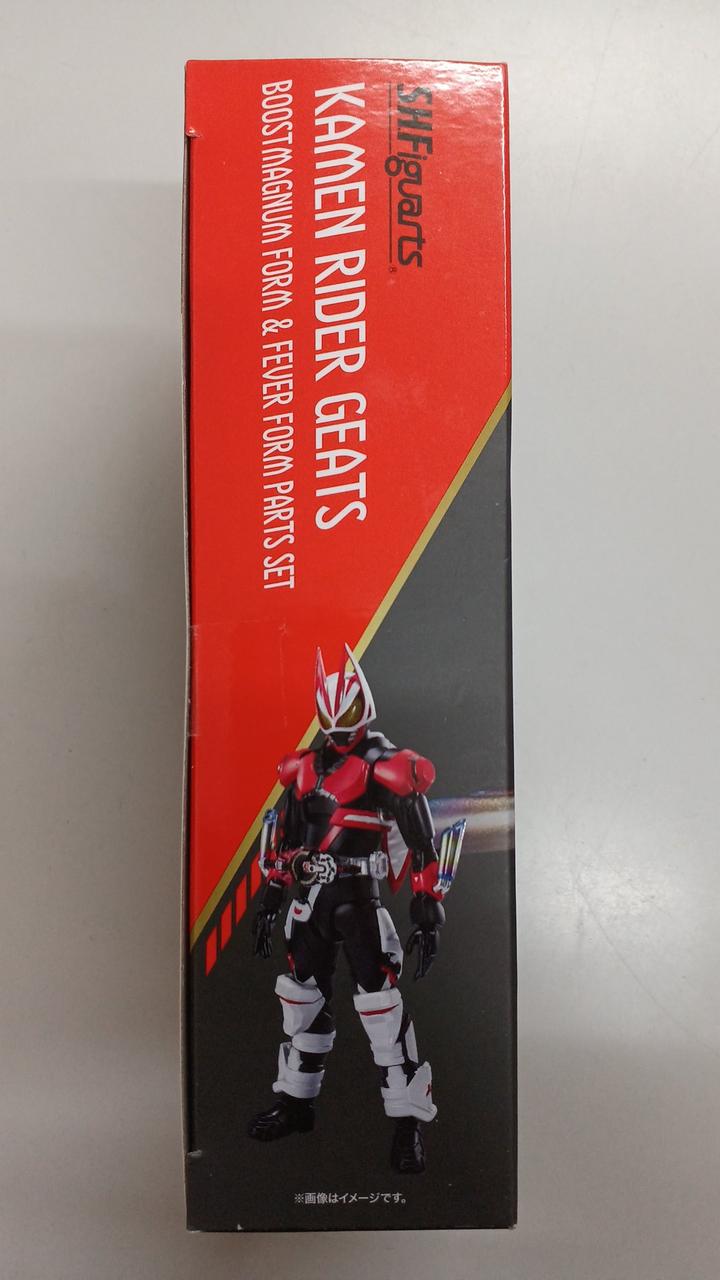 S.H.Figuarts®
KAMEN RIDER GEATS
BOOSTMAGNUM FORM & FEVER FORM PARTS SET
※画像はイメージです。